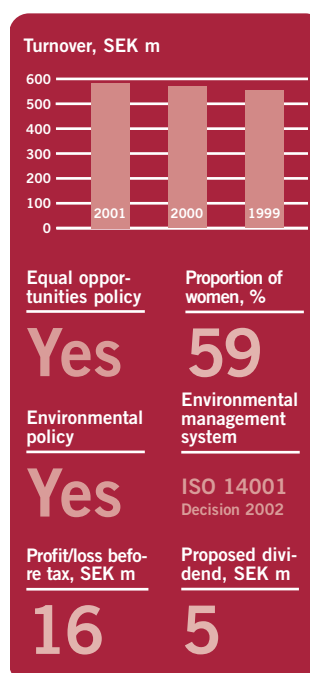 Turnover, SEK m
600
500
400
300
200
100
0
2001
2000
1999
Equal oppor-
tunities policy
Yes
Proportion of
women, %
59
Environmental
policy
Yes
Environmental
management
system
ISO 14001
Decision 2002
Profit/loss befo-
re tax, SEK m
16
Proposed divi-
dend, SEK m
5